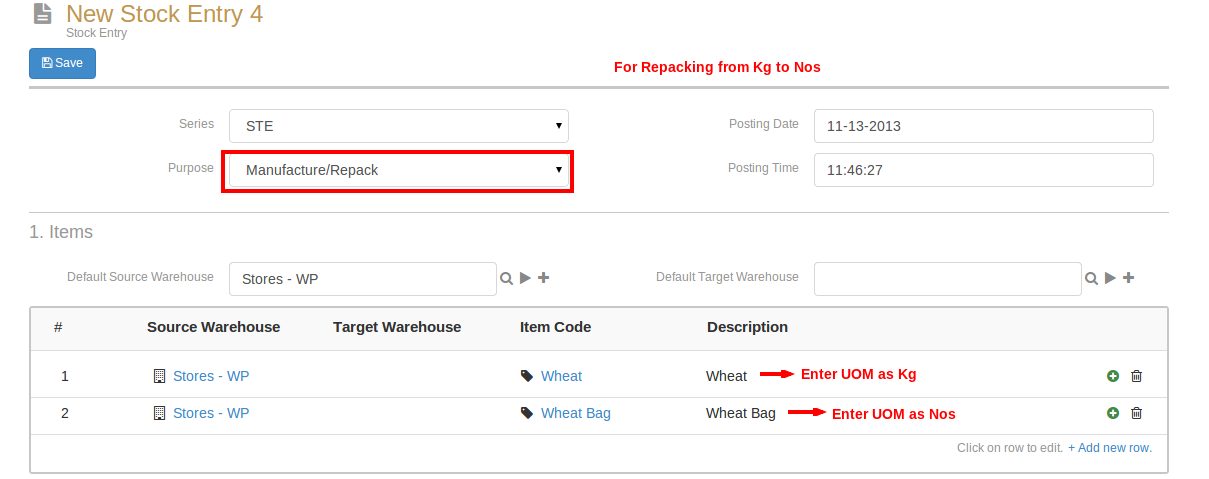 New Stock Entry 4
Stock Entry
Save
For Repacking from Kg to Nos
Series STE Posting Date 11-13-2013
Purpose Manufacture/Repack Posting Time 11:46:27
1. Items
Default Source Warehouse Stores - WP Default Target Warehouse
# Source Warehouse Target Warehouse Item Code Description
1 Stores - WP Wheat Wheat Enter UOM as Kg
2 Stores - WP Wheat Bag Wheat Bag Enter UOM as Nos
Click on row to edit. + Add new row.